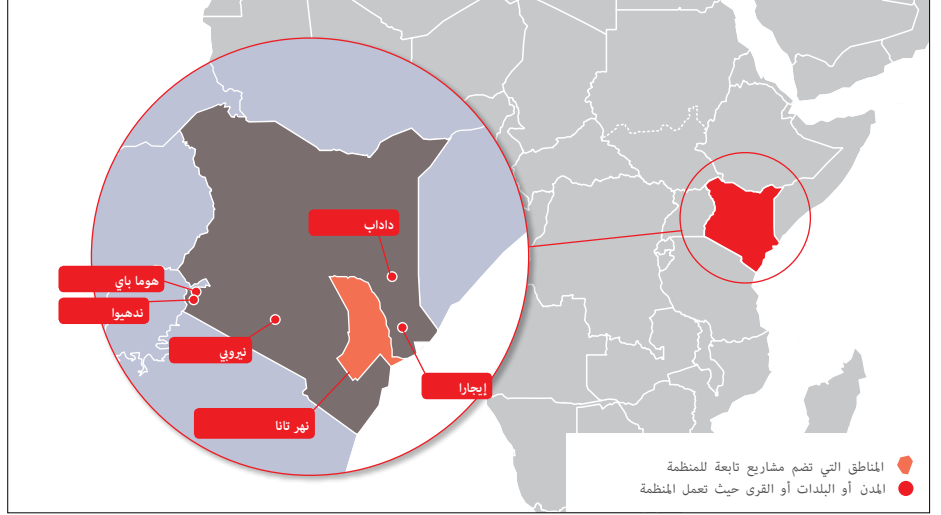 داداب
هوما باي
ندهيوا
نيروبي
إيجارا
نهر تانا
المناطق التي تضم مشاريع تابعة للمنظمة
المدن أو البلدات أو القرى حيث تعمل المنظمة